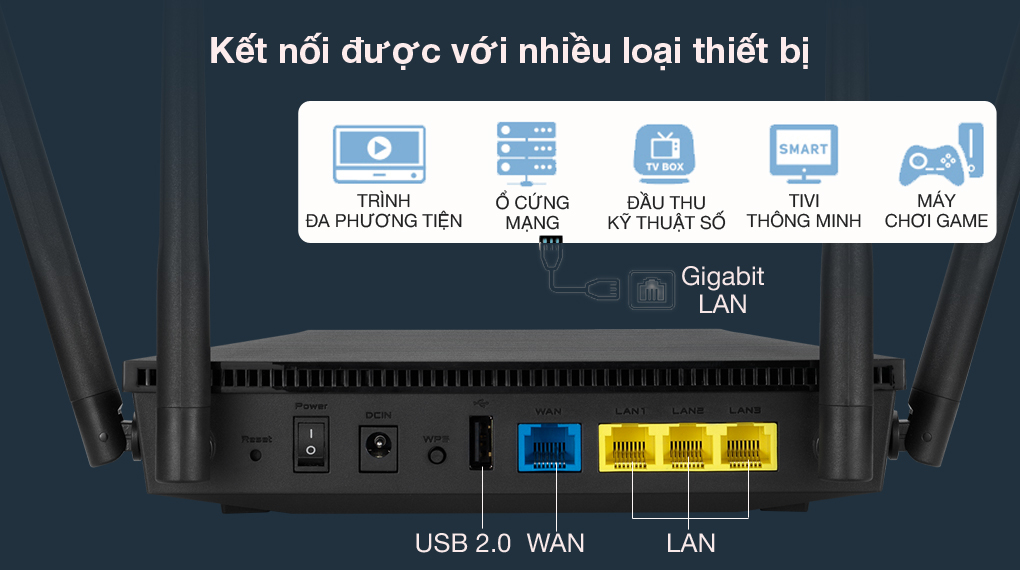 Kết nối được với nhiều loại thiết bị
SMART
TV BOX
TRÌNH
ĐA PHƯƠNG TIỆN
Ổ CỨNG
MẠNG
ĐẦU THU
KỸ THUẬT SỐ
TIVI
THÔNG MINH
MÁY
CHƠI GAME
Gigabit
LAN
Power
DCIN
WAN
LAN1
LAN2
LAN3
Reset
WPS
USB 2.0
WAN
LAN